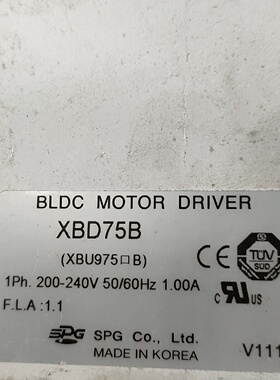 BLDC MOTOR DRIVER
XBD75B
(XBU975□B)
1Ph. 200-240V 50/60Hz 1.00A
F.L.A : 1.1
CE
TÜV
SÜD
c UL us
SPG SPG Co., Ltd.
MADE IN KOREA
V111